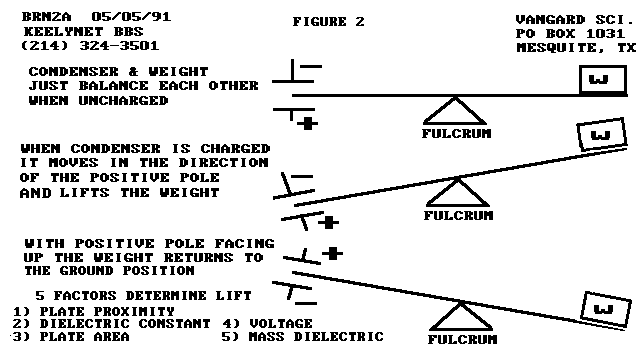 BRN2A 05/05/91
KEELYNET BBS
(214) 324-3501
FIGURE 2
VANGARD SCI.
PO BOX 1031
MESQUITE, TX
CONDENSER & WEIGHT
JUST BALANCE EACH OTHER
WHEN UNCHARGED
W
FULCRUM
WHEN CONDENSER IS CHARGED
IT MOVES IN THE DIRECTION
OF THE POSITIVE POLE
AND LIFTS THE WEIGHT
W
FULCRUM
WITH POSITIVE POLE FACING
UP THE WEIGHT RETURNS TO
THE GROUND POSITION
W
FULCRUM
5 FACTORS DETERMINE LIFT
1) PLATE PROXIMITY
2) DIELECTRIC CONSTANT 4) VOLTAGE
3) PLATE AREA 5) MASS DIELECTRIC